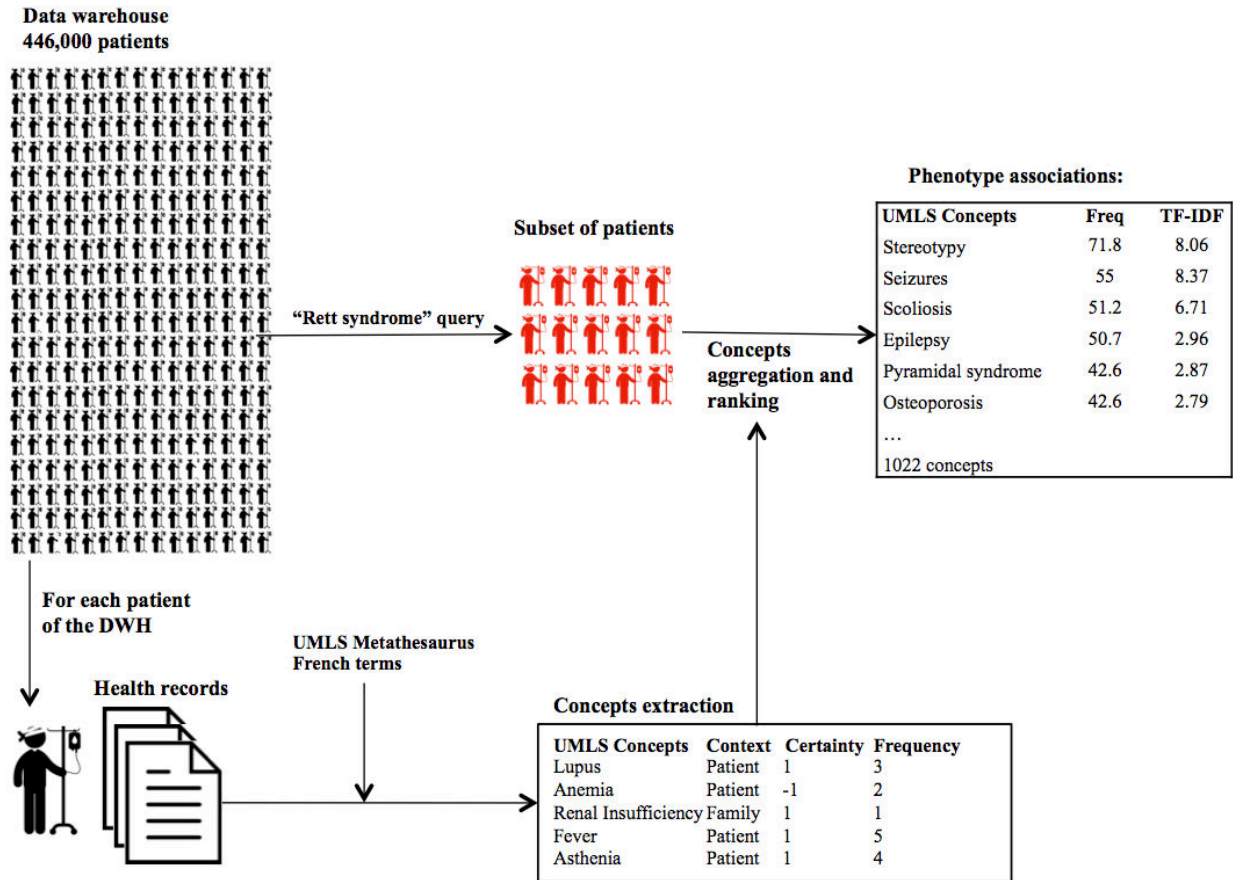 Data warehouse
446,000 patients
Phenotype associations:
UMLS Concepts Freq TF-IDF
Stereotypy 71.8 8.06
Seizures 55 8.37
Scoliosis 51.2 6.71
Epilepsy 50.7 2.96
Pyramidal syndrome 42.6 2.87
Osteoporosis 42.6 2.79
…
1022 concepts
Subset of patients
“Rett syndrome” query
Concepts
aggregation and
ranking
For each patient
of the DWH
UMLS Metathesaurus
French terms
Health records
Concepts extraction
UMLS Concepts Context Certainty Frequency
Lupus Patient 1 3
Anemia Patient -1 2
Renal Insufficiency Family 1 1
Fever Patient 1 5
Asthenia Patient 1 4